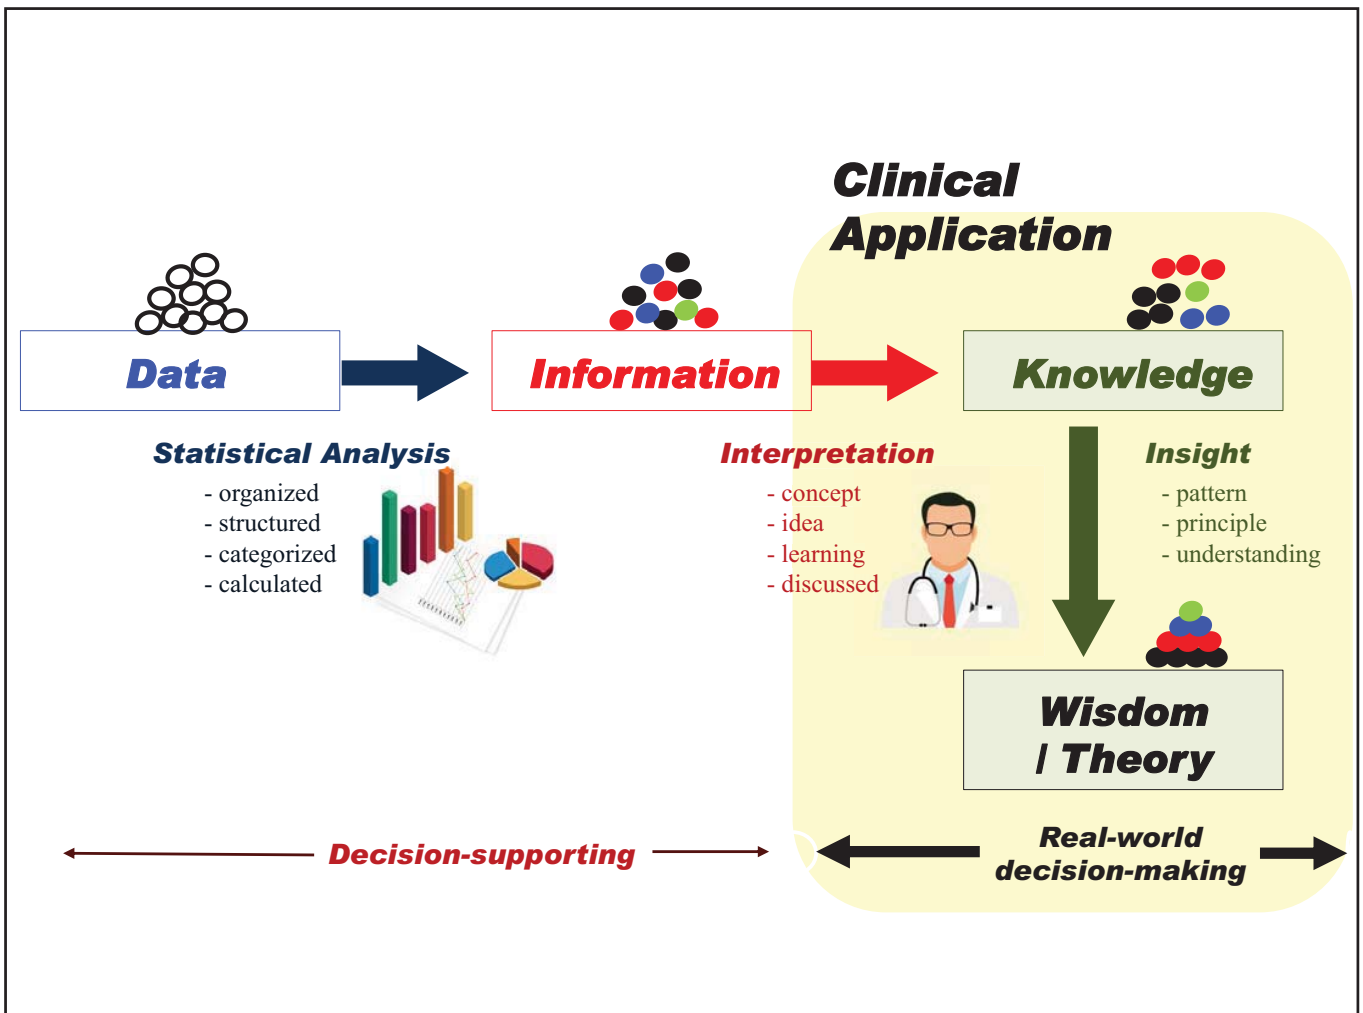 Clinical
Application
Data
Information
Knowledge
Statistical Analysis
- organized
- structured
- categorized
- calculated
Interpretation
- concept
- idea
- learning
- discussed
Insight
- pattern
- principle
- understanding
Wisdom
/ Theory
Decision-supporting
Real-world
decision-making